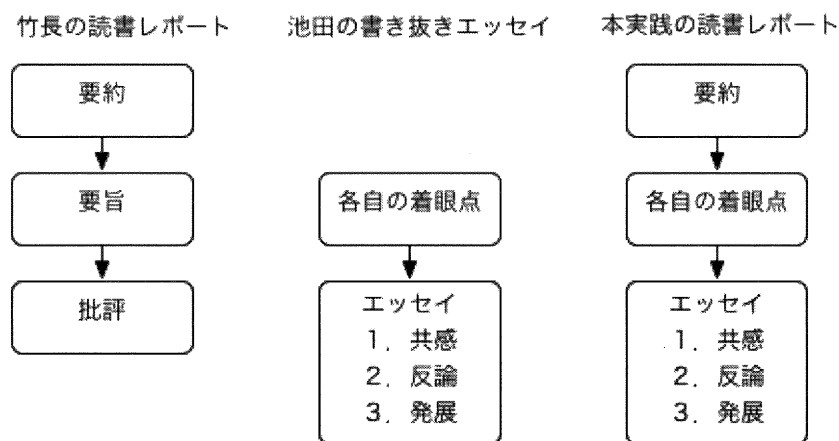 竹長の読書レポート
要約
要旨
批評
池田の書き抜きエッセイ
各自の着眼点
エッセイ
1．共感
2．反論
3．発展
本実践の読書レポート
要約
各自の着眼点
エッセイ
1．共感
2．反論
3．発展